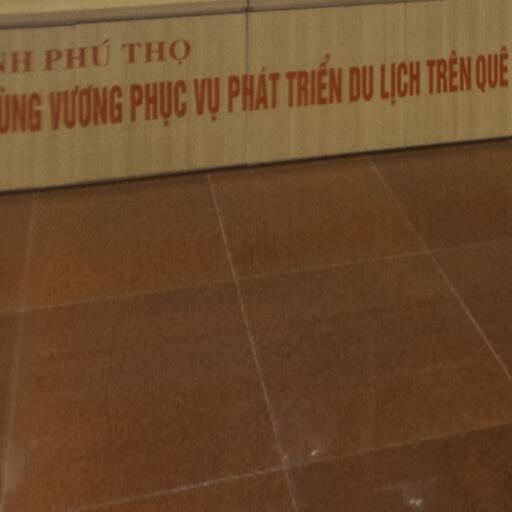 NH PHÚ THỌ
ÙNG VƯƠNG PHỤC VỤ PHÁT TRIỂN DU LỊCH TRÊN QUÊ